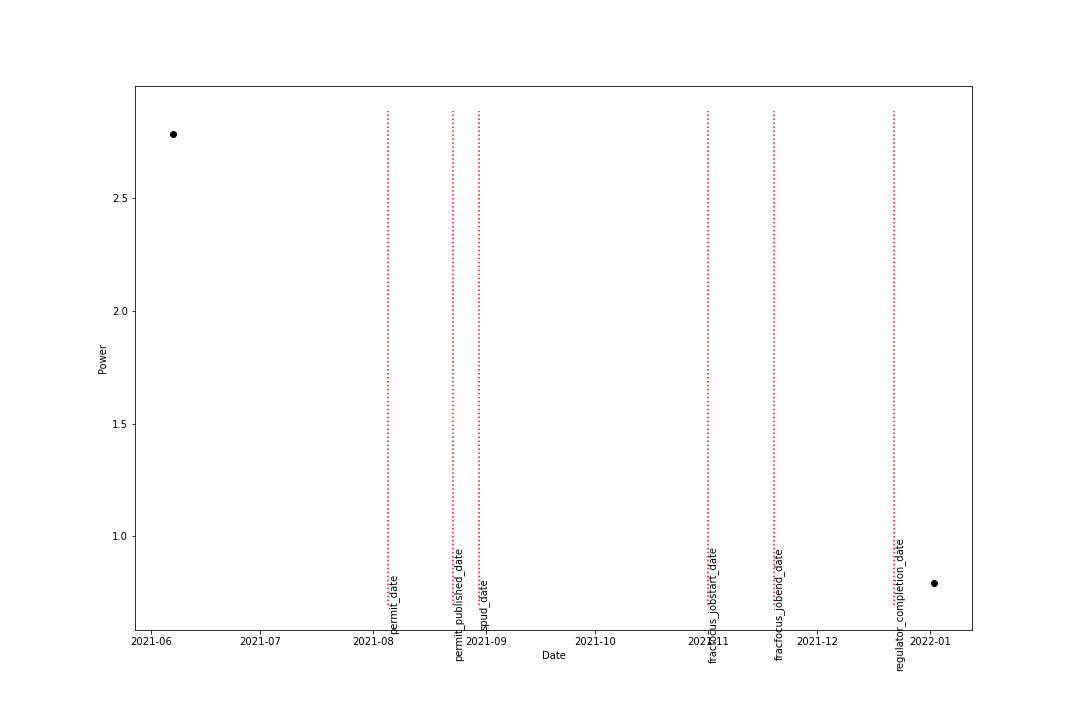 2.5
2.0
1.5
1.0
Power
permit_date
permit_published_date
spud_date
fracfocus_jobstart_date
fracfocus_jobend_date
regulator_completion_date
2021-06
2021-07
2021-08
2021-09
2021-10
2021-11
2021-12
2022-01
Date